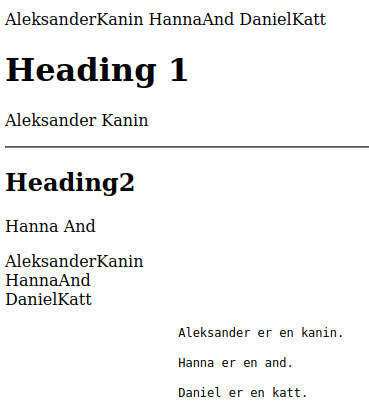 AleksanderKanin HannaAnd DanielKatt
Heading 1
Aleksander Kanin
Heading2
Hanna And
AleksanderKanin
HannaAnd
DanielKatt
Aleksander er en kanin.
Hanna er en and.
Daniel er en katt.